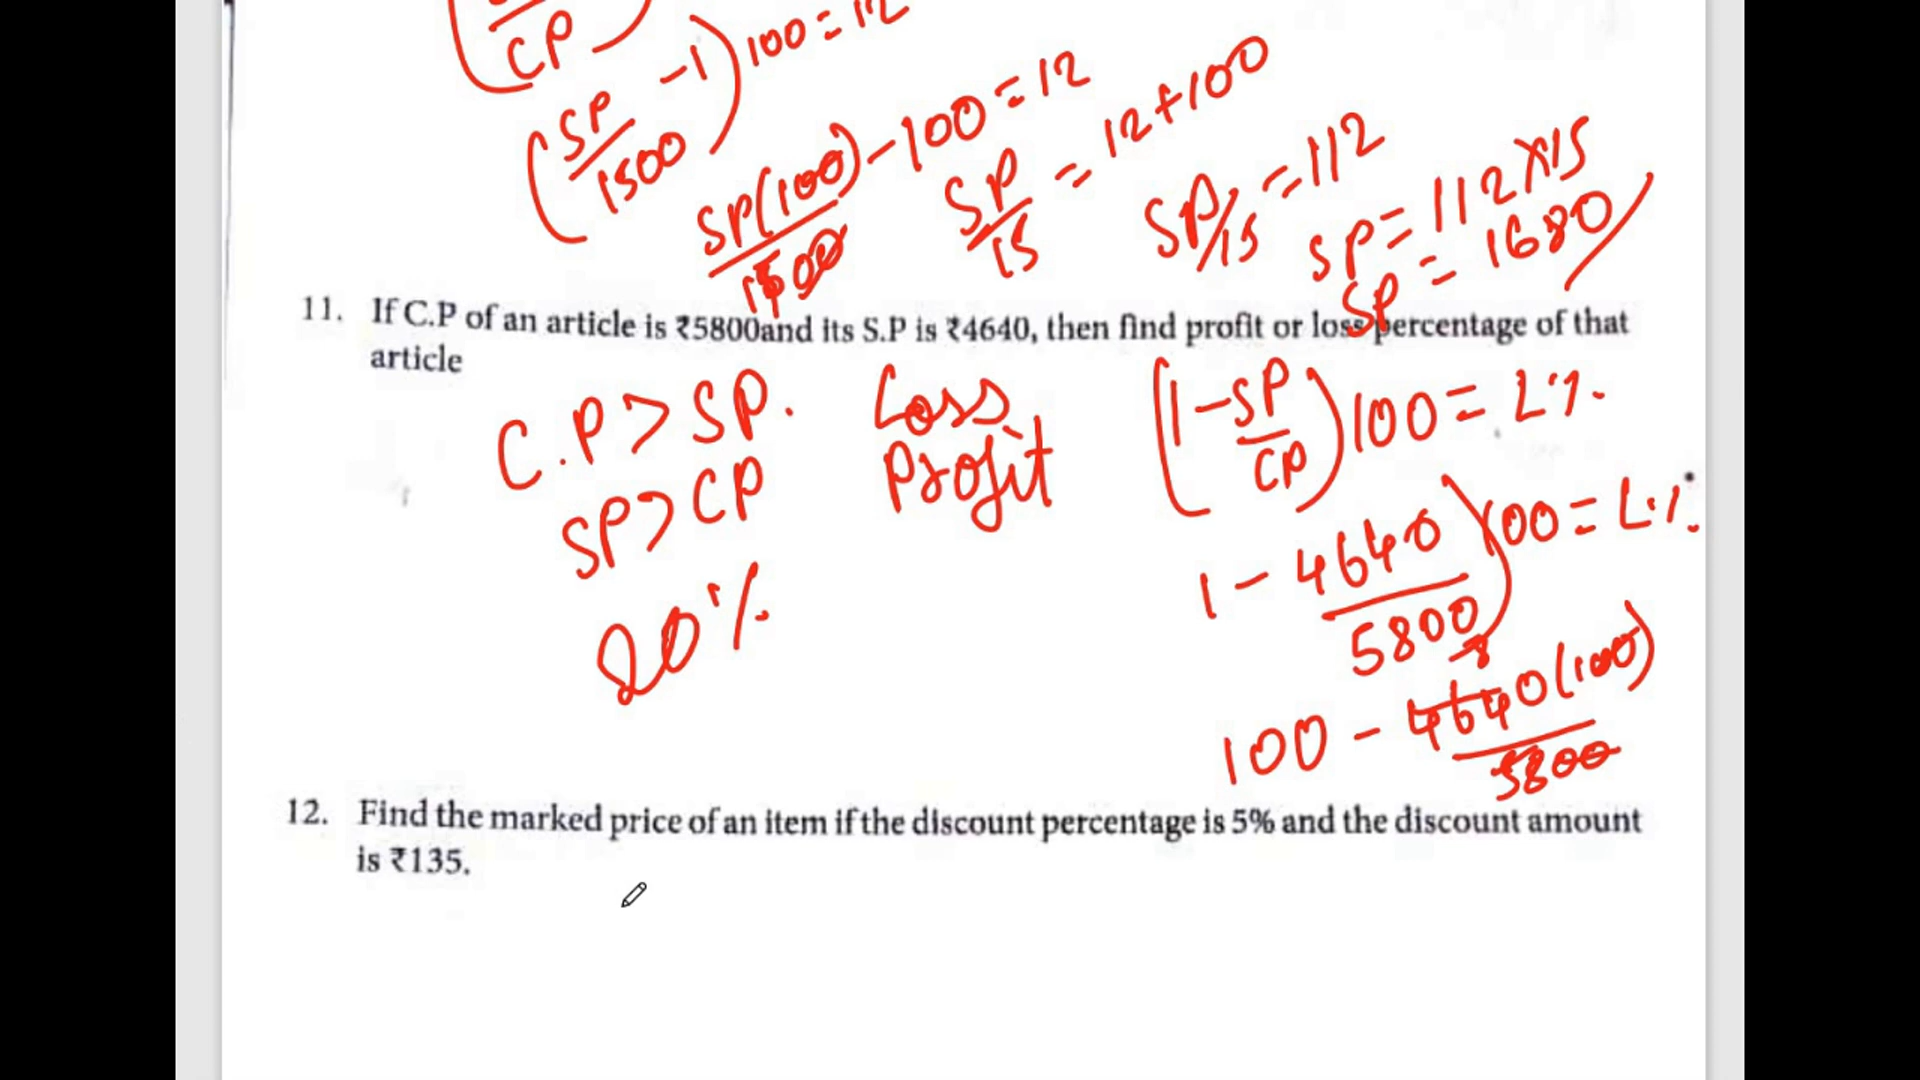 CP
(SP/1500 -1)100=12
SP(100)/1500 -100=12
SP/15 = 12+100
SP/15 =112
SP=112×15
SP=1680
11. If C.P of an article is ₹5800and its S.P is ₹4640, then find profit or loss percentage of that
article
C.P>SP. Loss
SP>CP Profit
20%
(1-SP/CP)100=L%.
1-4640/5800)100=L%
100-4640(100)/5800
12. Find the marked price of an item if the discount percentage is 5% and the discount amount
is ₹135.